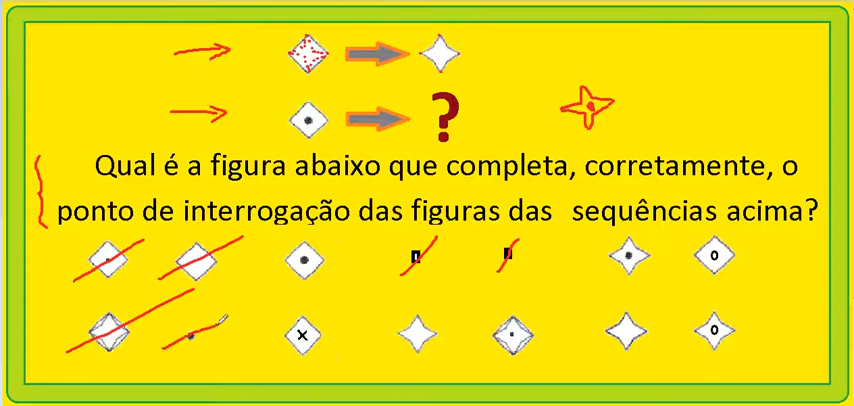 ?
Qual é a figura abaixo que completa, corretamente, o
ponto de interrogação das figuras das sequências acima?
o
x
o